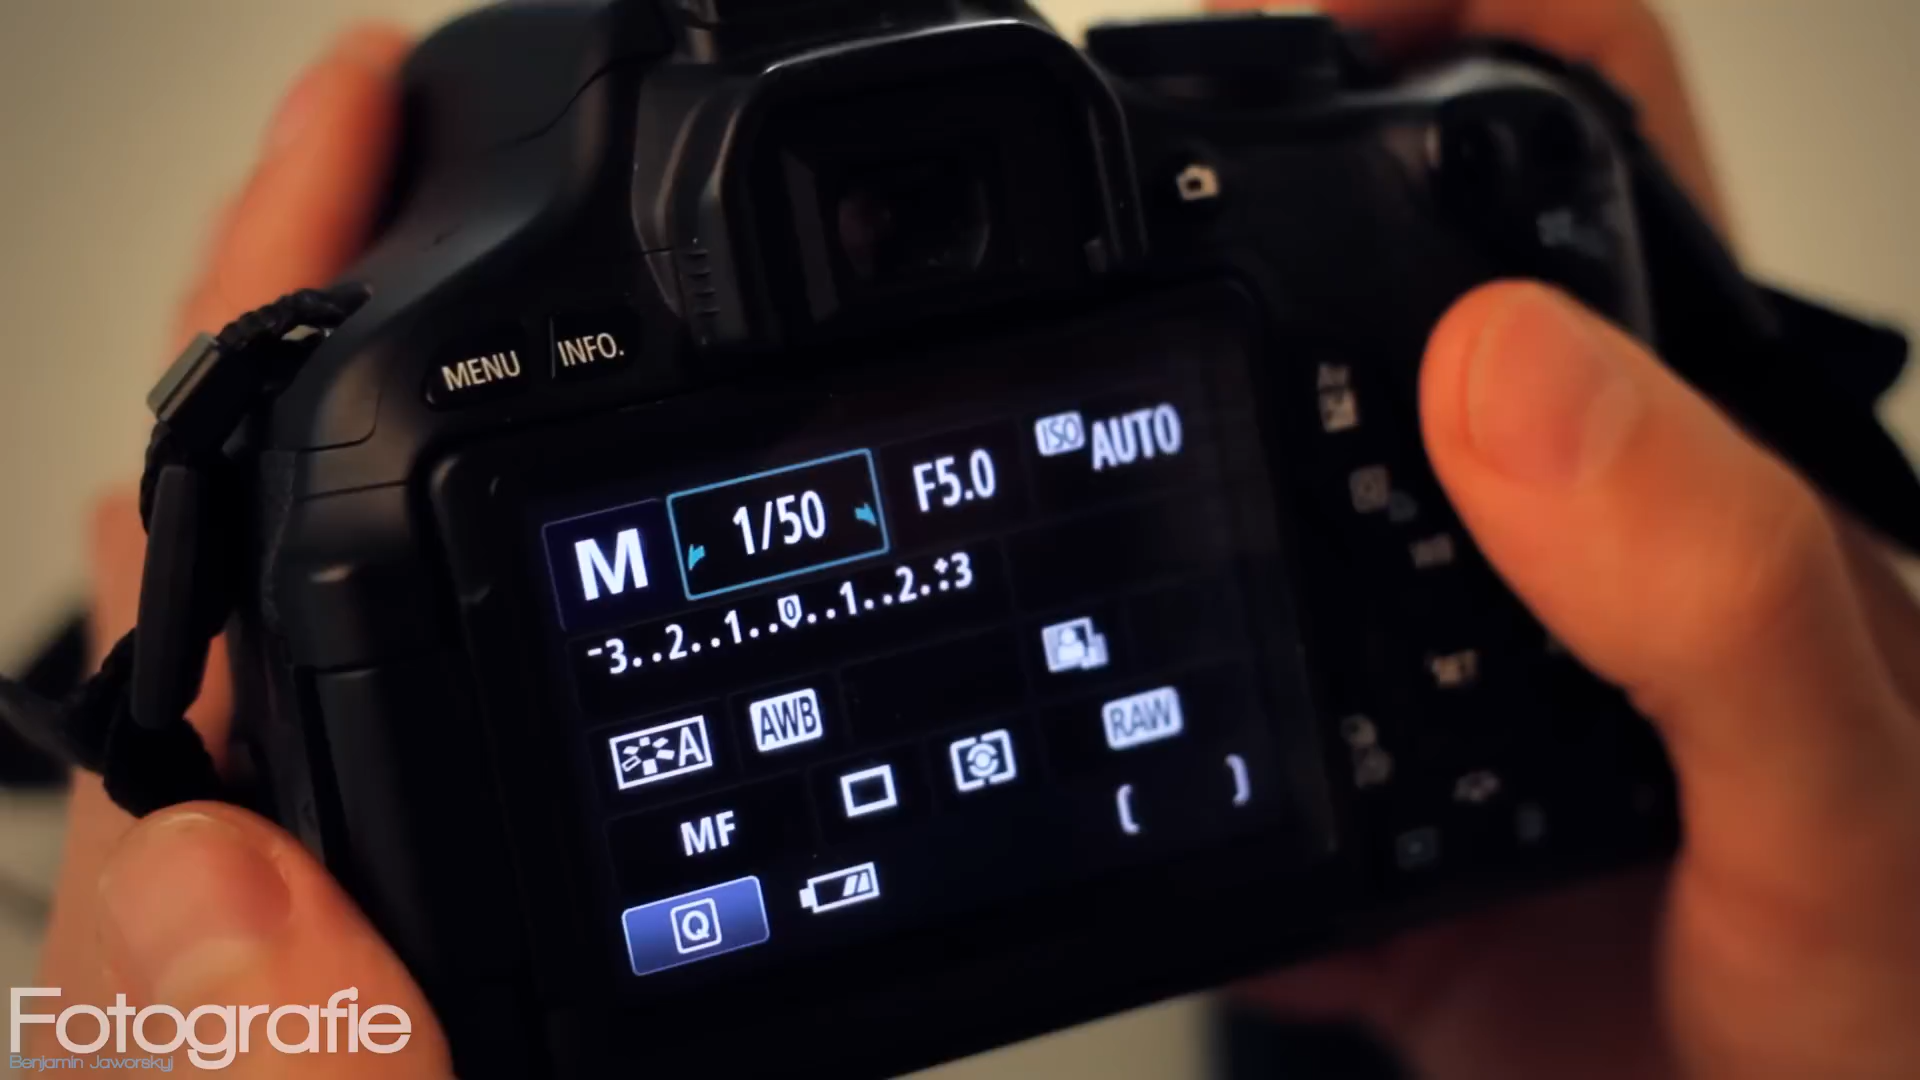 MENU INFO.
M 1/50 F5.0 ISO AUTO
-3..2..1..0..1..2.+3
A AWB
MF RAW
[ ]
Q
SET
Fotografie
Benjamin Jaworskyj